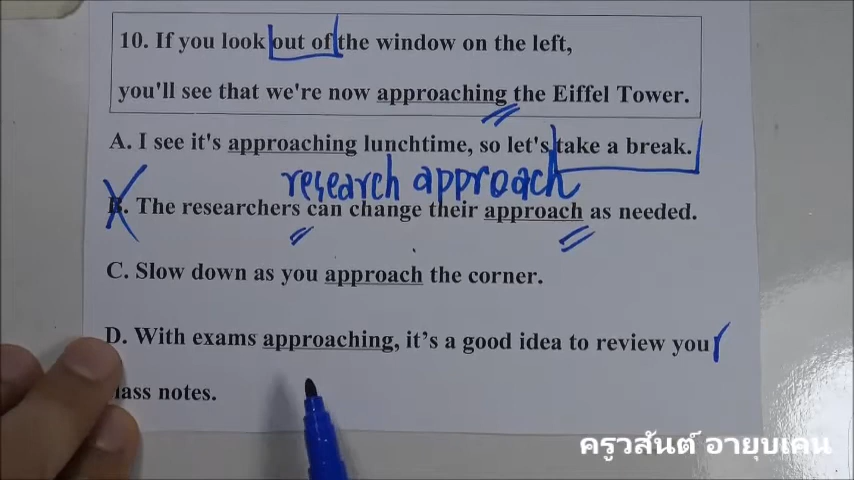 10. If you look out of the window on the left,
you'll see that we're now approaching the Eiffel Tower.
A. I see it's approaching lunchtime, so let's take a break.
research approach
B. The researchers can change their approach as needed.
C. Slow down as you approach the corner.
D. With exams approaching, it's a good idea to review your
lass notes.
ครูวสันต์ อายุบเคน